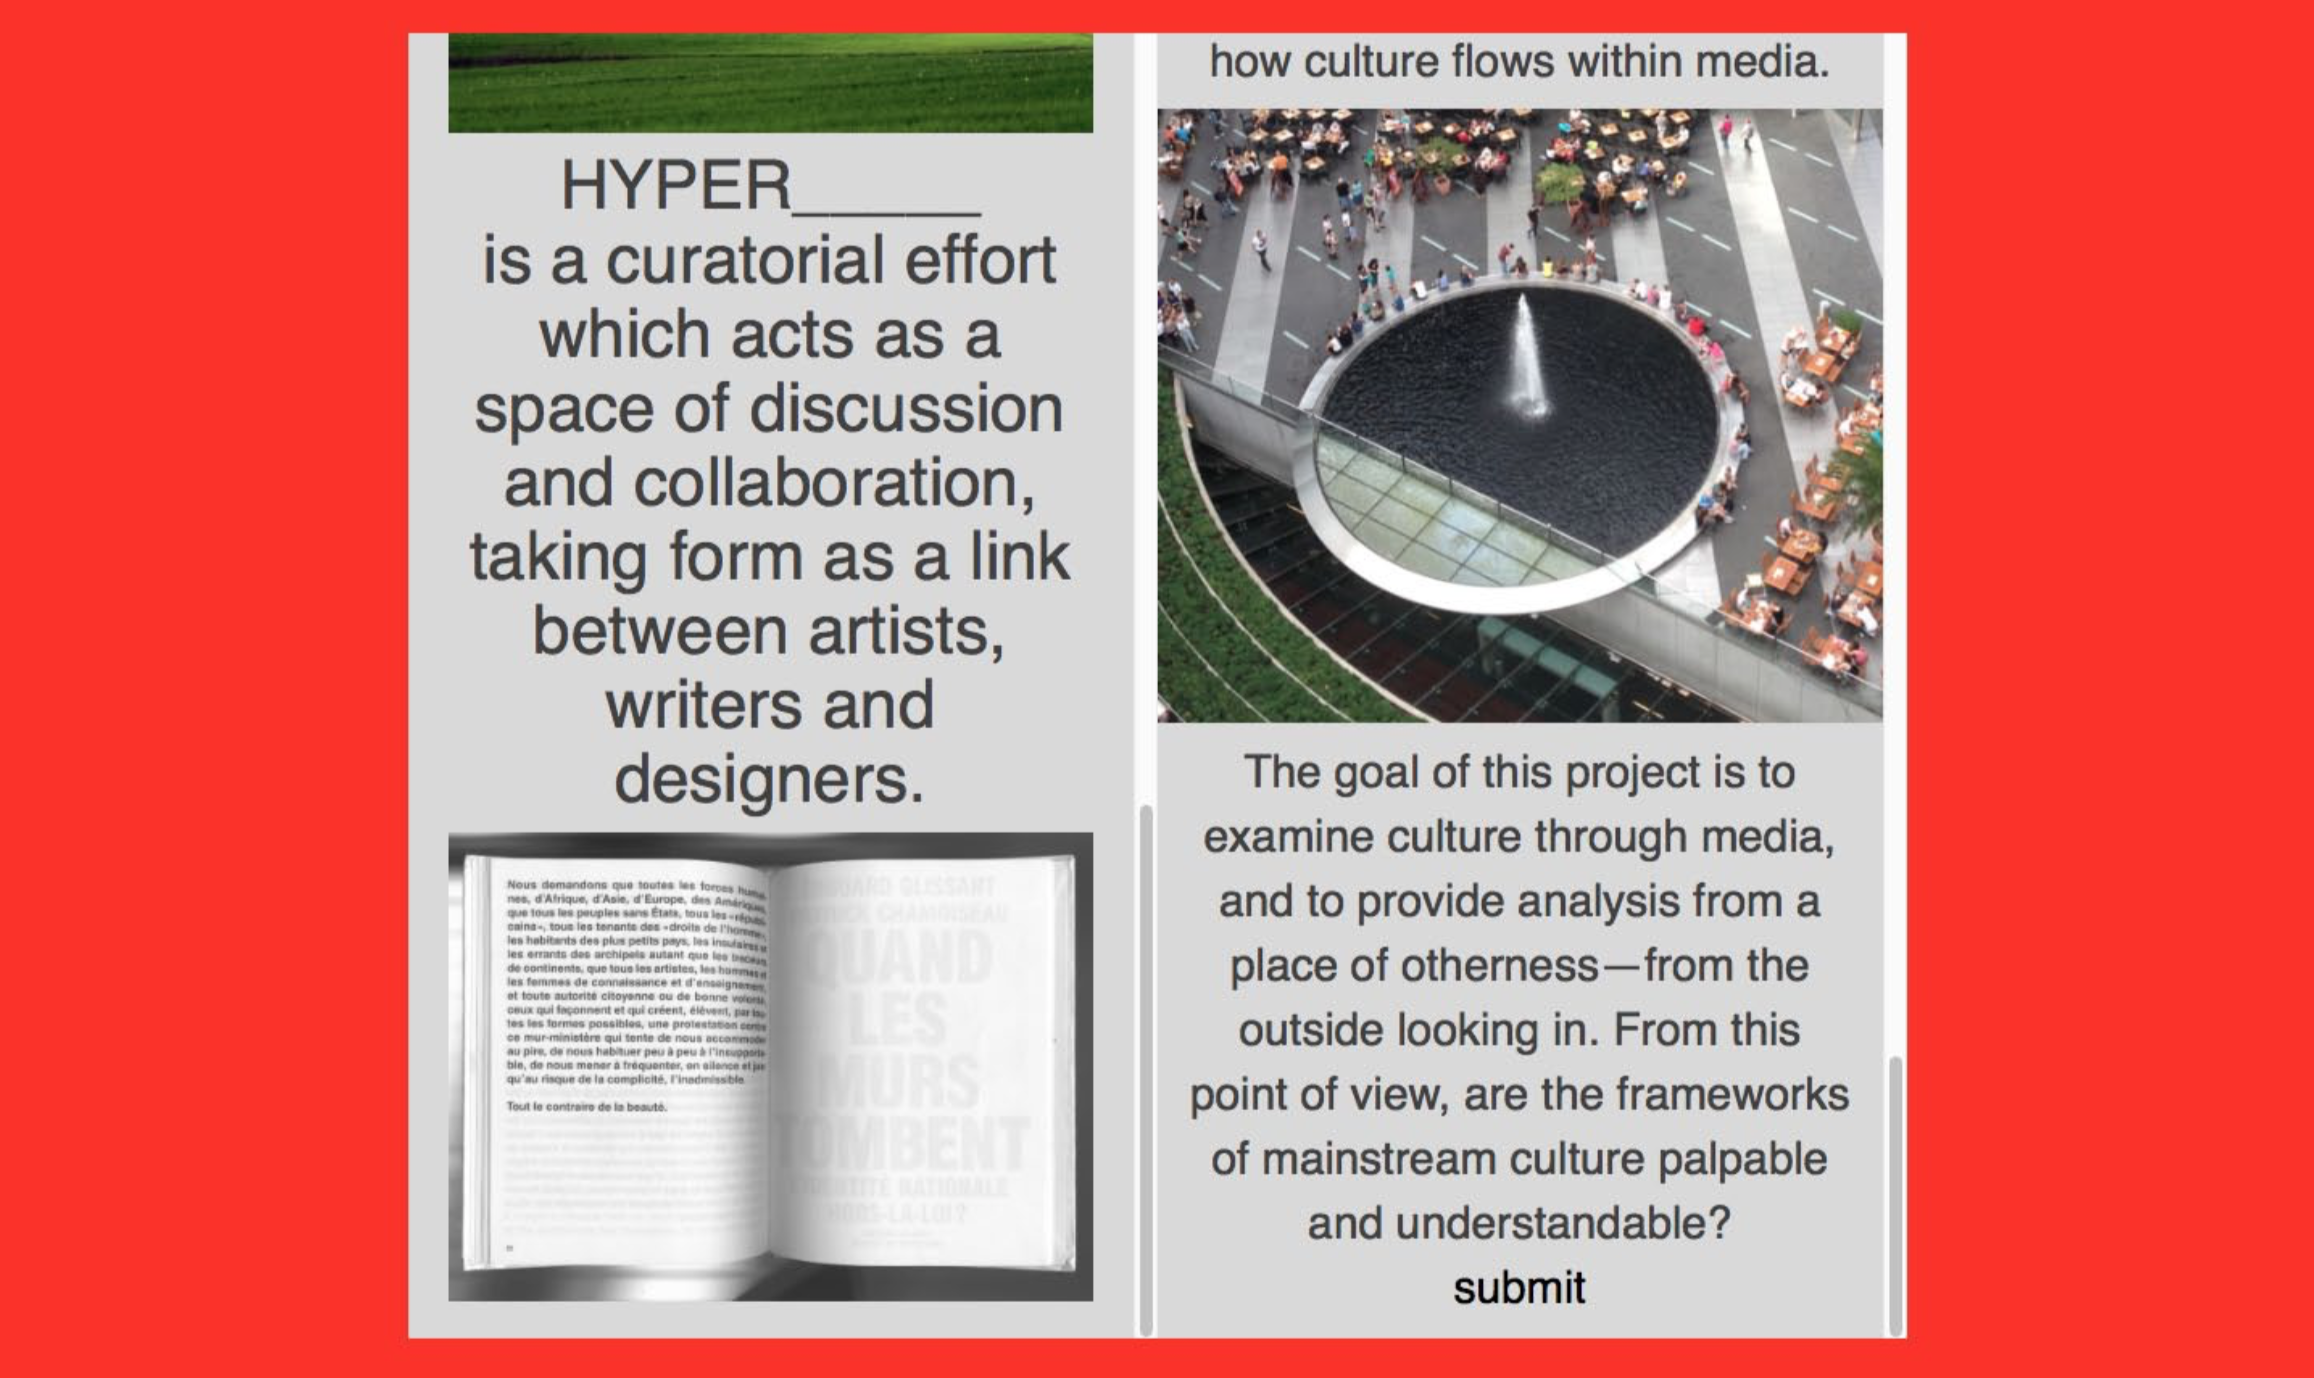 HYPER_____
is a curatorial effort
which acts as a
space of discussion
and collaboration,
taking form as a link
between artists,
writers and
designers.
Nous demandons que toutes les forces humai-
nes, d'Afrique, d'Asie, d'Europe, des Amériques,
que tous les peuples sans États, tous les «républi-
cains», tous les tenants des «droits de l'homme»,
les habitants des plus petits pays, les insulaires et
les errants des archipels autant que les
de continents, que tous les artistes, les hommes et
les femmes de connaissance et d'enseignement,
et toute autorité citoyenne ou de bonne volonté,
ceux qui façonnent et qui créent, élèvent, par tou-
tes les formes possibles, une protestation contre
ce mur-ministère qui tente de nous accommoder
au pire, de nous habituer peu à peu à l'insupporta-
ble, de nous mener à fréquenter, en silence et jus-
qu'au risque de la complicité, l'inadmissible.
Tout le contraire de la beauté.
ÉDOUARD GLISSANT
PATRICK CHAMOISEAU
QUAND
LES
MURS
TOMBENT
L'IDENTITÉ NATIONALE
HORS-LA-LOI?
how culture flows within media.
The goal of this project is to
examine culture through media,
and to provide analysis from a
place of otherness—from the
outside looking in. From this
point of view, are the frameworks
of mainstream culture palpable
and understandable?
submit